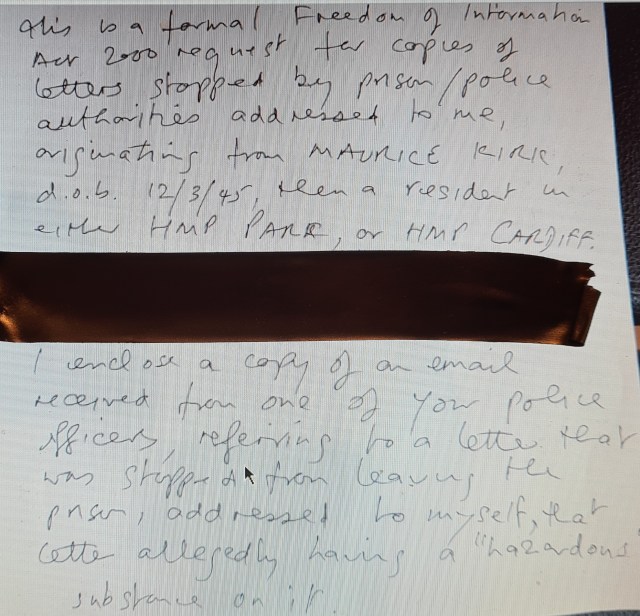 this is a formal Freedom of Information
Act 2000 request for copies of
letters stopped by prison/police
authorities addressed to me,
originating from MAURICE KIRK,
d.o.b. 12/3/45, then a resident in
either HMP PARK, or HMP CARDIFF.
I enclose a copy of an email
received from one of your police
officers, referring to a letter that
was stopped from leaving the
prison, addressed to myself, that
letter allegedly having a "hazardous"
substance on it.